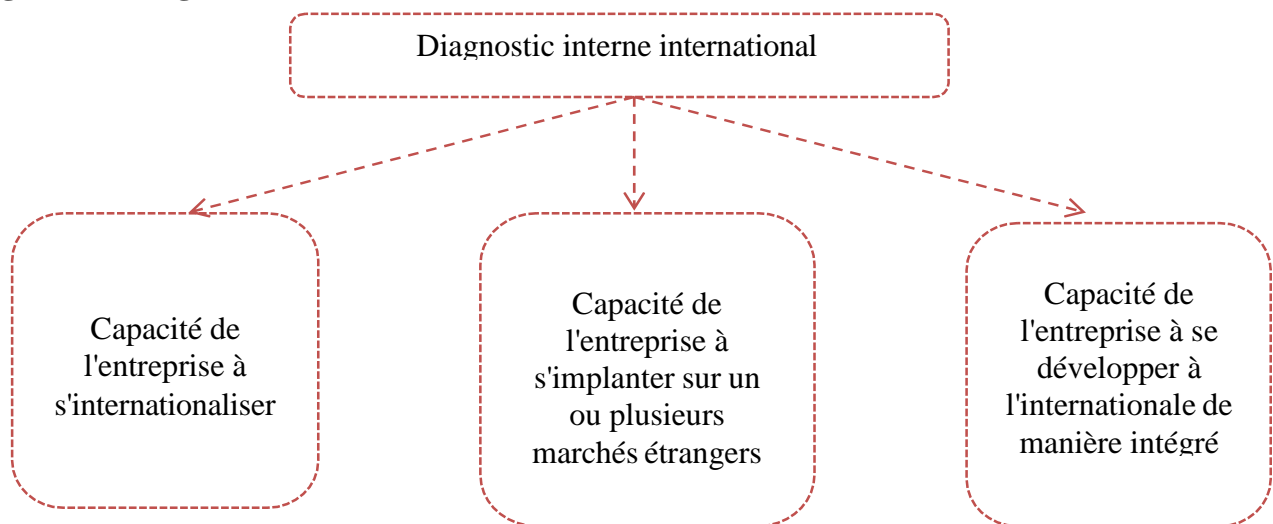 Diagnostic interne international
Capacité de
l'entreprise à
s'internationaliser
Capacité de
l'entreprise à
s'implanter sur un
ou plusieurs
marchés étrangers
Capacité de
l'entreprise à se
développer à
l'internationale de
manière intégré